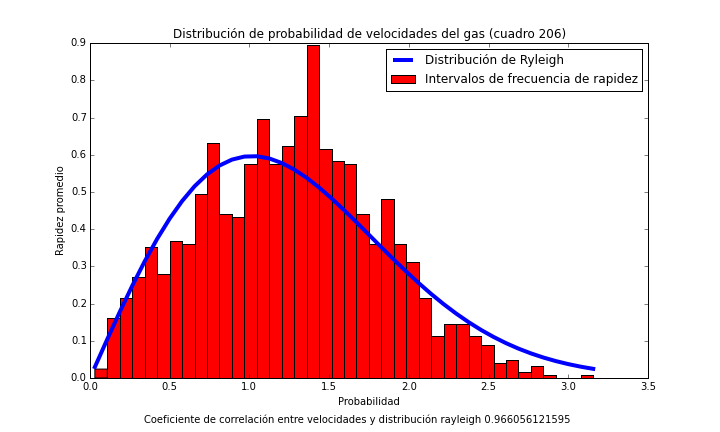 Distribución de probabilidad de velocidades del gas (cuadro 206)
0.9
0.8
0.7
0.6
0.5
0.4
0.3
0.2
0.1
0.0
Rapidez promedio
Distribución de Ryleigh
Intervalos de frecuencia de rapidez
0.0 0.5 1.0 1.5 2.0 2.5 3.0 3.5
Probabilidad
Coeficiente de correlación entre velocidades y distribución rayleigh 0.966056121595